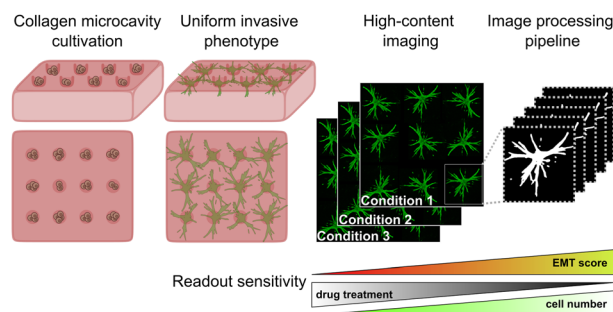 Collagen microcavity
cultivation
Uniform invasive
phenotype
High-content
imaging
Image processing
pipeline
Condition 1
Condition 2
Condition 3
Readout sensitivity
EMT score
drug treatment
cell number